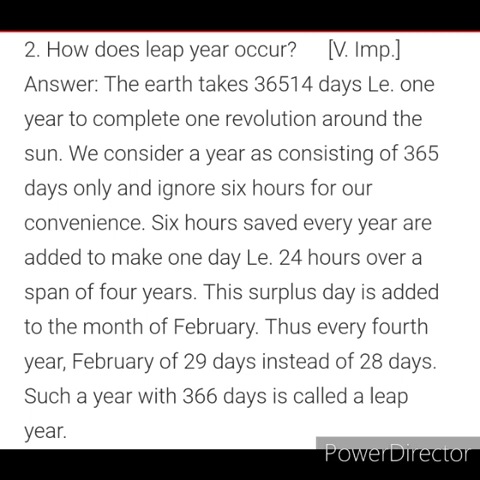 2. How does leap year occur? [V. Imp.]
Answer: The earth takes 36514 days Le. one
year to complete one revolution around the
sun. We consider a year as consisting of 365
days only and ignore six hours for our
convenience. Six hours saved every year are
added to make one day Le. 24 hours over a
span of four years. This surplus day is added
to the month of February. Thus every fourth
year, February of 29 days instead of 28 days.
Such a year with 366 days is called a leap
year.
PowerDirector